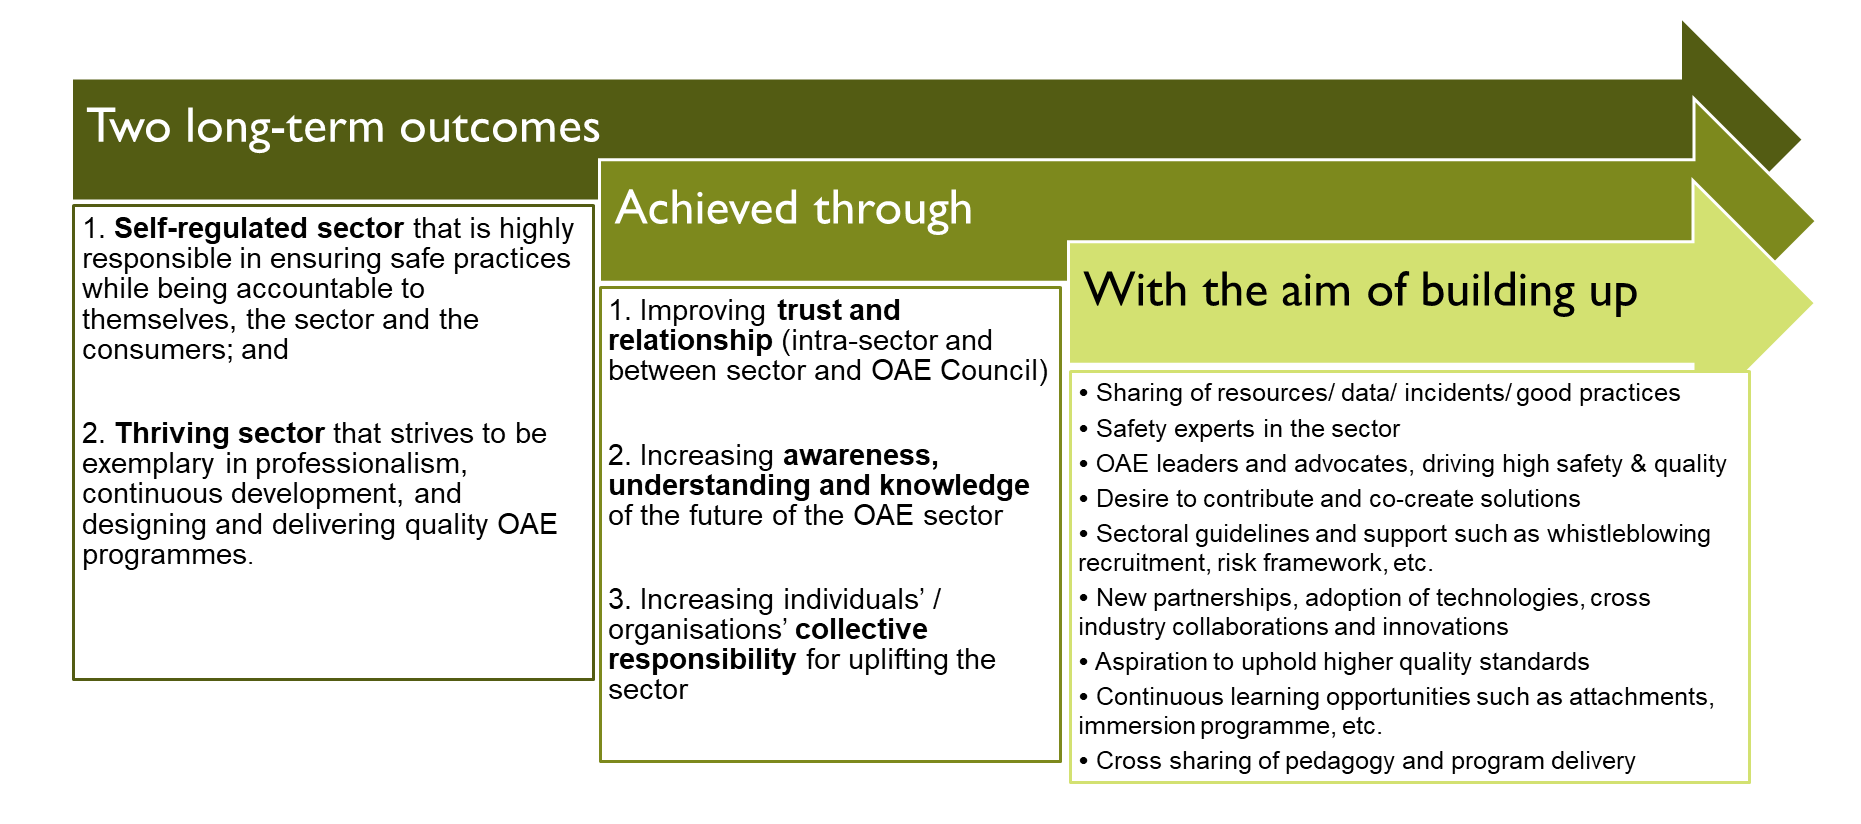 Two long-term outcomes
1. Self-regulated sector that is highly
responsible in ensuring safe practices
while being accountable to
themselves, the sector and the
consumers; and
2. Thriving sector that strives to be
exemplary in professionalism,
continuous development, and
designing and delivering quality OAE
programmes.
Achieved through
1. Improving trust and
relationship (intra-sector and
between sector and OAE Council)
2. Increasing awareness,
understanding and knowledge
of the future of the OAE sector
3. Increasing individuals’ /
organisations’ collective
responsibility for uplifting the
sector
With the aim of building up
• Sharing of resources/ data/ incidents/ good practices
• Safety experts in the sector
• OAE leaders and advocates, driving high safety & quality
• Desire to contribute and co-create solutions
• Sectoral guidelines and support such as whistleblowing
recruitment, risk framework, etc.
• New partnerships, adoption of technologies, cross
industry collaborations and innovations
• Aspiration to uphold higher quality standards
• Continuous learning opportunities such as attachments,
immersion programme, etc.
• Cross sharing of pedagogy and program delivery